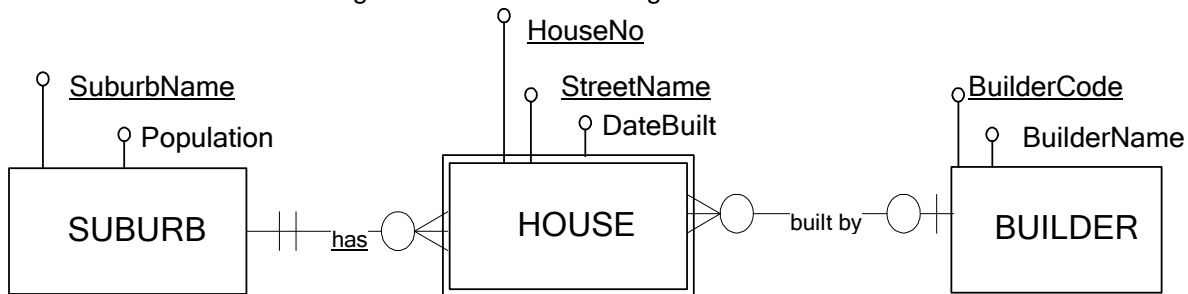 HouseNo
SuburbName
StreetName
BuilderCode
Population
DateBuilt
BuilderName
SUBURB
has
HOUSE
built by
BUILDER